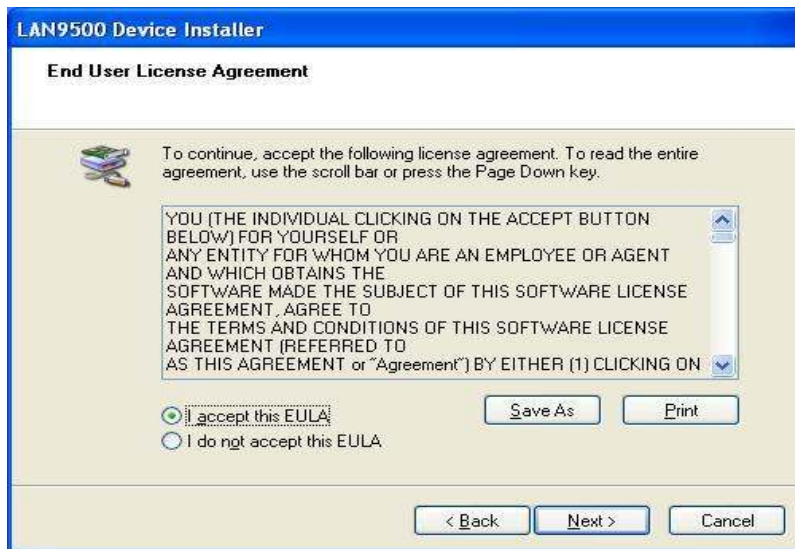 LAN9500 Device Installer
End User License Agreement
To continue, accept the following license agreement. To read the entire
agreement, use the scroll bar or press the Page Down key.
YOU (THE INDIVIDUAL CLICKING ON THE ACCEPT BUTTON
BELOW) FOR YOURSELF OR
ANY ENTITY FOR WHOM YOU ARE AN EMPLOYEE OR AGENT
AND WHICH OBTAINS THE
SOFTWARE MADE THE SUBJECT OF THIS SOFTWARE LICENSE
AGREEMENT, AGREE TO
THE TERMS AND CONDITIONS OF THIS SOFTWARE LICENSE
AGREEMENT (REFERRED TO
AS THIS AGREEMENT or "Agreement") BY EITHER (1) CLICKING ON
I accept this EULA
I do not accept this EULA
Save As
Print
< Back
Next >
Cancel